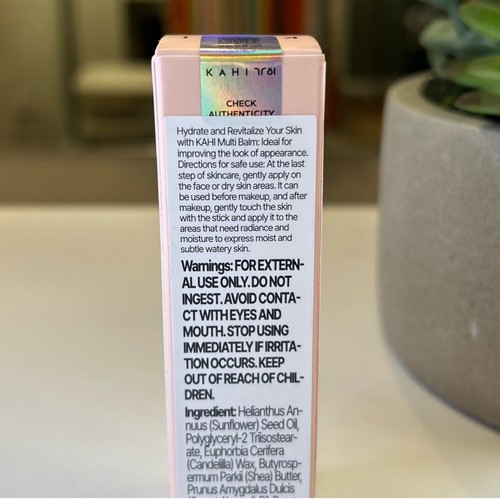 KAHI
CHECK
AUTHENTICITY
Hydrate and Revitalize Your Skin
with KAHI Multi Balm: Ideal for
improving the look of appearance.
Directions for safe use: At the last
step of skincare, gently apply on
the face or dry skin areas. It can
be used before makeup, and after
makeup, gently touch the skin
with the stick and apply it to the
areas that need radiance and
moisture to express moist and
subtle watery skin.
Warnings: FOR EXTERN-
AL USE ONLY. DO NOT
INGEST. AVOID CONTA-
CT WITH EYES AND
MOUTH. STOP USING
IMMEDIATELY IF IRRITA-
TION OCCURS. KEEP
OUT OF REACH OF CHIL-
DREN.
Ingredient: Helianthus An-
nuius (Sunflower) Seed Oil,
Polyglyceryl-2 Triisostear-
ate, Euphorbia Cerifera
(Candelilla) Wax, Butyrosp-
ermum Parkii (Shea) Butter,
Prunus Amygdalus Dulcis